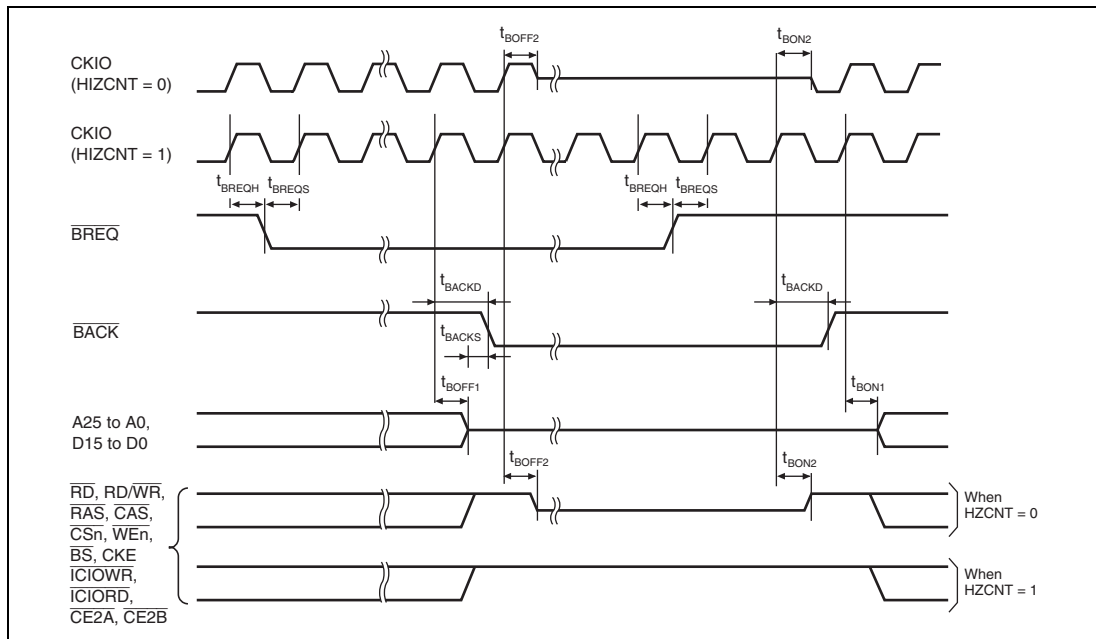 tBOFF2 tBON2
CKIO
(HIZCNT = 0)
CKIO
(HIZCNT = 1)
tBREQH tBREQS tBREQH tBREQS
BREQ
tBACKD tBACKD
BACK
tBACKS
tBOFF1 tBON1
A25 to A0,
D15 to D0
tBOFF2 tBON2
RD, RD/WR,
RAS, CAS,
CSn, WEn,
BS, CKE
ICIOWR,
ICIORD,
CE2A, CE2B
When
HZCNT = 0
When
HZCNT = 1